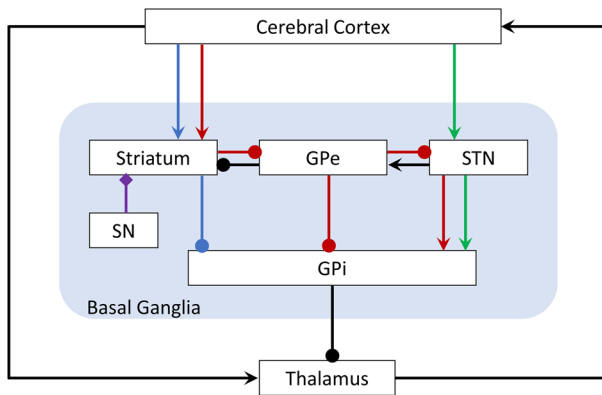 Cerebral Cortex
Striatum
GPe
STN
SN
GPi
Basal Ganglia
Thalamus